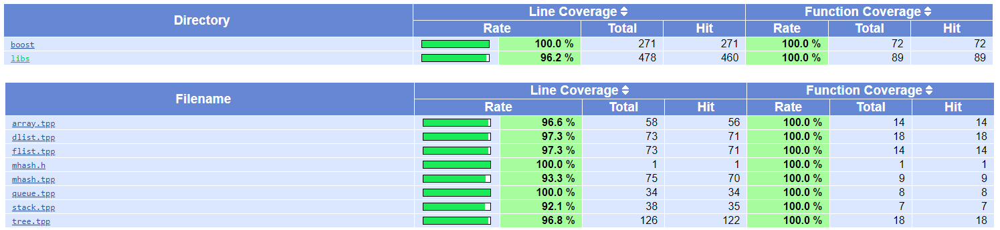 Directory Line Coverage Function Coverage
Rate Total Hit Rate Total Hit
boost 100.0 % 271 271 100.0 % 72 72
libs 96.2 % 478 460 100.0 % 89 89
Filename Line Coverage Function Coverage
Rate Total Hit Rate Total Hit
array.tpp 96.6 % 58 56 100.0 % 14 14
dlist.tpp 97.3 % 73 71 100.0 % 18 18
flist.tpp 97.3 % 73 71 100.0 % 14 14
mhash.h 100.0 % 1 1 100.0 % 1 1
mhash.tpp 93.3 % 75 70 100.0 % 9 9
queue.tpp 100.0 % 34 34 100.0 % 8 8
stack.tpp 92.1 % 38 35 100.0 % 7 7
tree.tpp 96.8 % 126 122 100.0 % 18 18